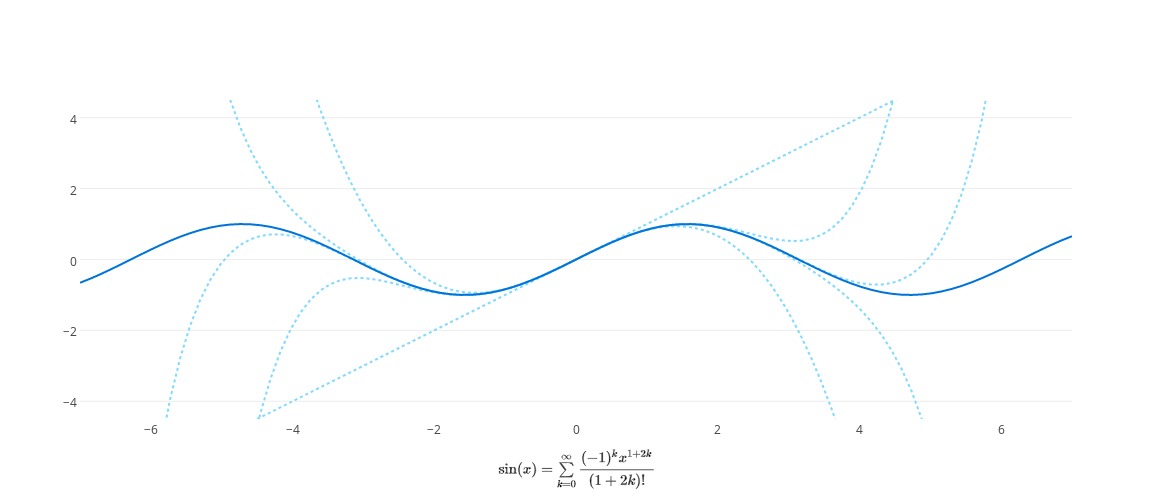 4
2
0
−2
−4
−6 −4 −2 0 2 4 6
sin(x) = ∑_{k=0}^{∞} (−1)^k x^{1+2k} / (1 + 2k)!